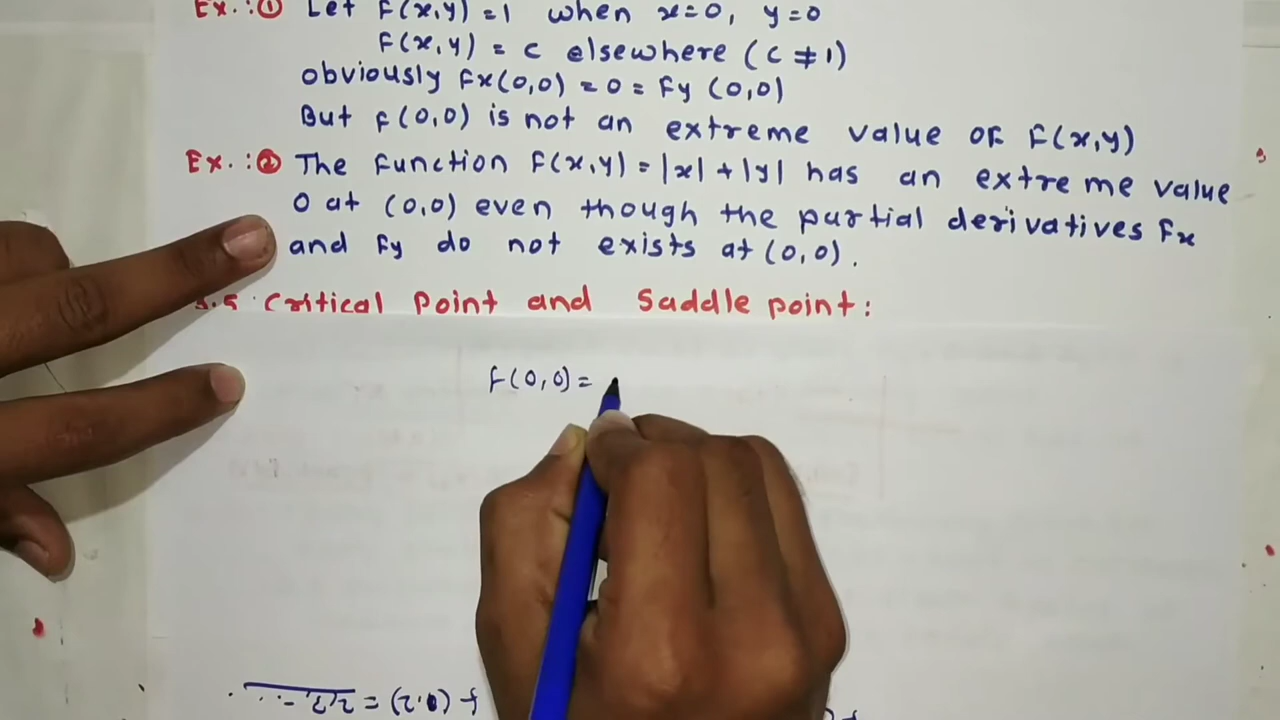 Ex.:① Let F(x,y)=1 when x=0, y=0
F(x,y) = c elsewhere (c ≠ 1)
obviously Fx(0,0) = 0 = Fy (0,0)
But F(0,0) is not an extreme value of F(x,y)
Ex.:② The Function F(x,y) = |x| + |y| has an extreme value
0 at (0,0) even though the partial derivatives Fx
and Fy do not exists at (0,0).
.5 Critical Point and Saddle point:
F(0,0) =